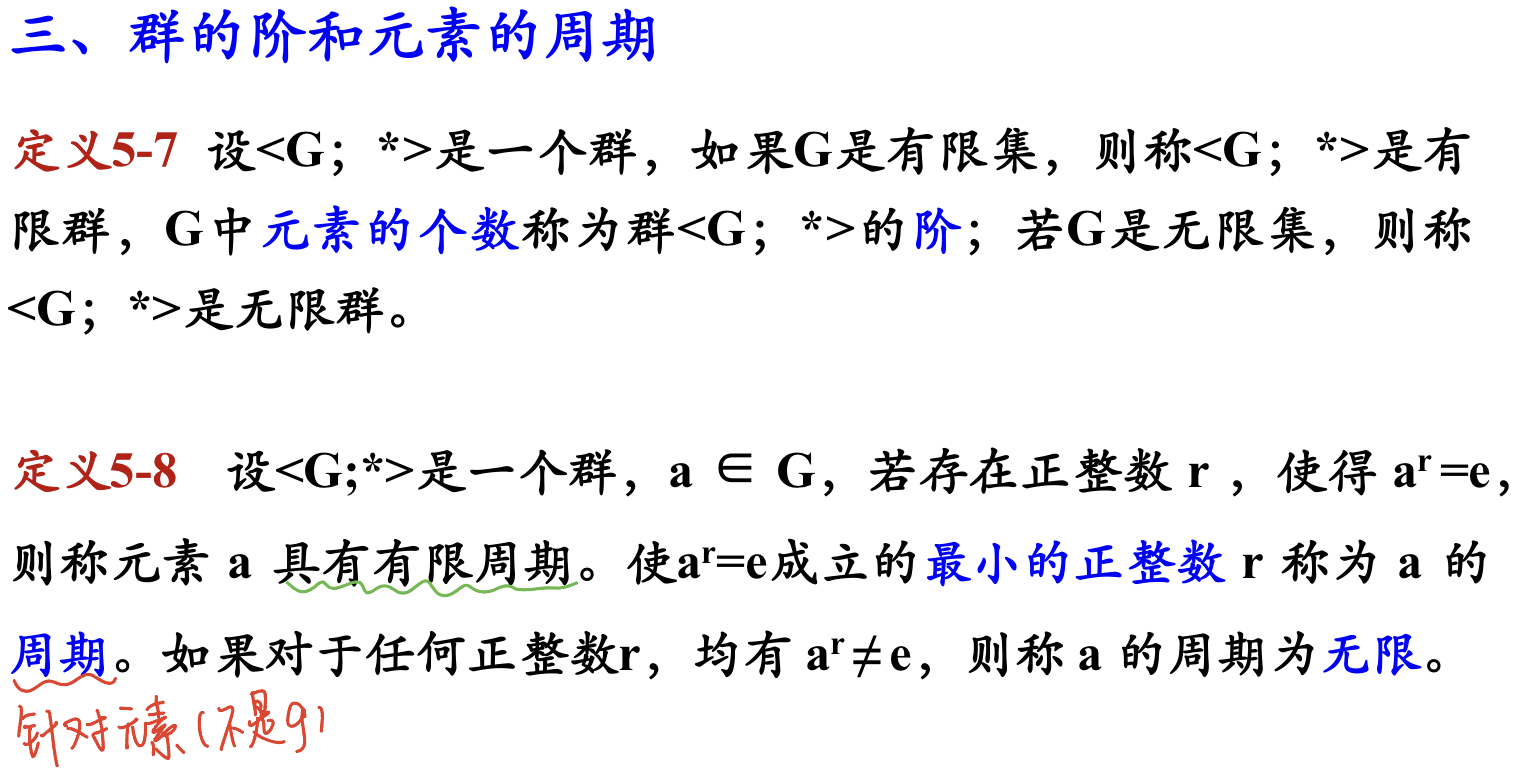 三、群的阶和元素的周期
定义5-7 设<G；*>是一个群，如果G是有限集，则称<G；*>是有
限群，G中元素的个数称为群<G；*>的阶；若G是无限集，则称
<G；*>是无限群。
定义5-8 设<G;*>是一个群，a ∈ G，若存在正整数 r ，使得 aʳ=e，
则称元素 a 具有有限周期。使aʳ=e成立的最小的正整数 r 称为 a 的
周期。如果对于任何正整数r，均有 aʳ≠e，则称 a 的周期为无限。
针对元素(不是g)